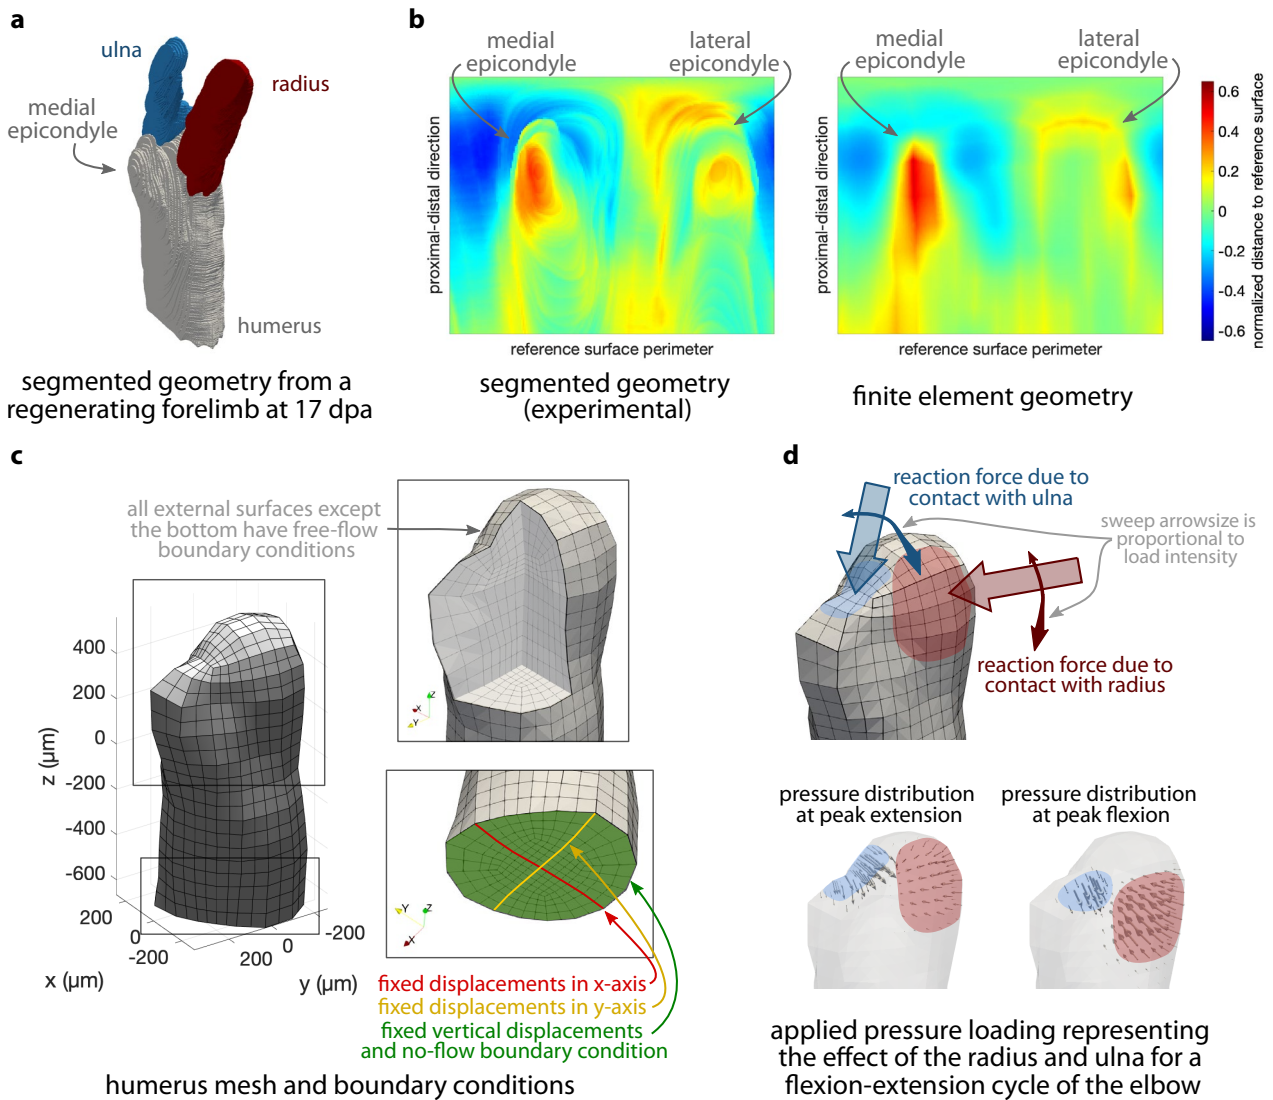 a
ulna
radius
medial
epicondyle
humerus
segmented geometry from a
regenerating forelimb at 17 dpa
b
medial
epicondyle
lateral
epicondyle
proximal-distal direction
reference surface perimeter
segmented geometry
(experimental)
medial
epicondyle
lateral
epicondyle
proximal-distal direction
reference surface perimeter
finite element geometry
0.6
0.4
0.2
0
-0.2
-0.4
-0.6
normalized distance to reference surface
c
all external surfaces except
the bottom have free-flow
boundary conditions
400
200
0
-200
-400
-600
z (µm)
200
0
-200
x (µm)
200
0
-200
y (µm)
Z
X
Y
Y
Z
X
fixed displacements in x-axis
fixed displacements in y-axis
fixed vertical displacements
and no-flow boundary condition
humerus mesh and boundary conditions
d
reaction force due to
contact with ulna
sweep arrowsize is
proportional to
load intensity
reaction force due to
contact with radius
pressure distribution
at peak extension
pressure distribution
at peak flexion
applied pressure loading representing
the effect of the radius and ulna for a
flexion-extension cycle of the elbow